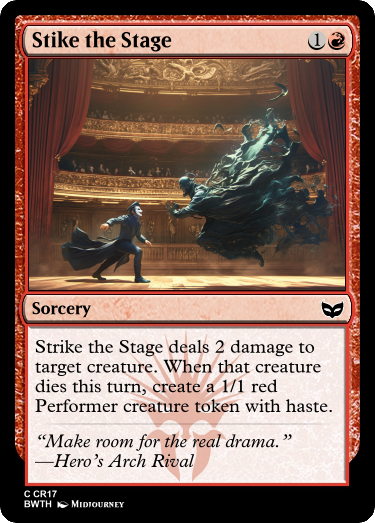 Stike the Stage 1
Sorcery
Strike the Stage deals 2 damage to
target creature. When that creature
dies this turn, create a 1/1 red
Performer creature token with haste.
“Make room for the real drama.”
—Hero's Arch Rival
C CR17
BWTH Midjourney